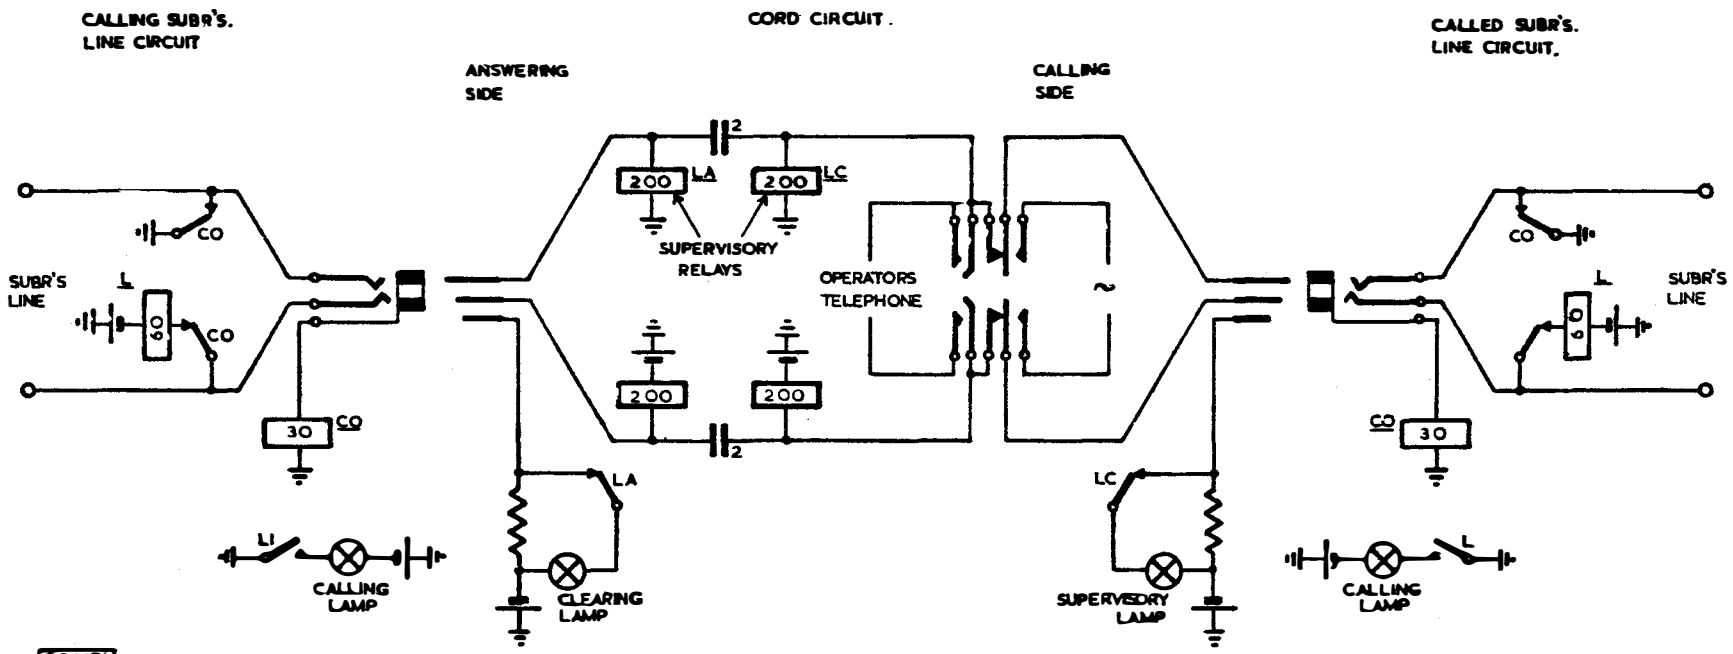 CALLING SUBR'S.
LINE CIRCUIT
CORD CIRCUIT.
CALLED SUBR'S.
LINE CIRCUIT.
ANSWERING
SIDE
CALLING
SIDE
2
200
LA
200
LC
SUPERVISORY
RELAYS
CO
CO
SUBR'S
LINE
L
60
CO
OPERATORS
TELEPHONE
~
L
60
SUBR'S
LINE
200
200
2
30
CO
CO
30
LA
LC
L1
CALLING
LAMP
CLEARING
LAMP
SUPERVISORY
LAMP
L
CALLING
LAMP